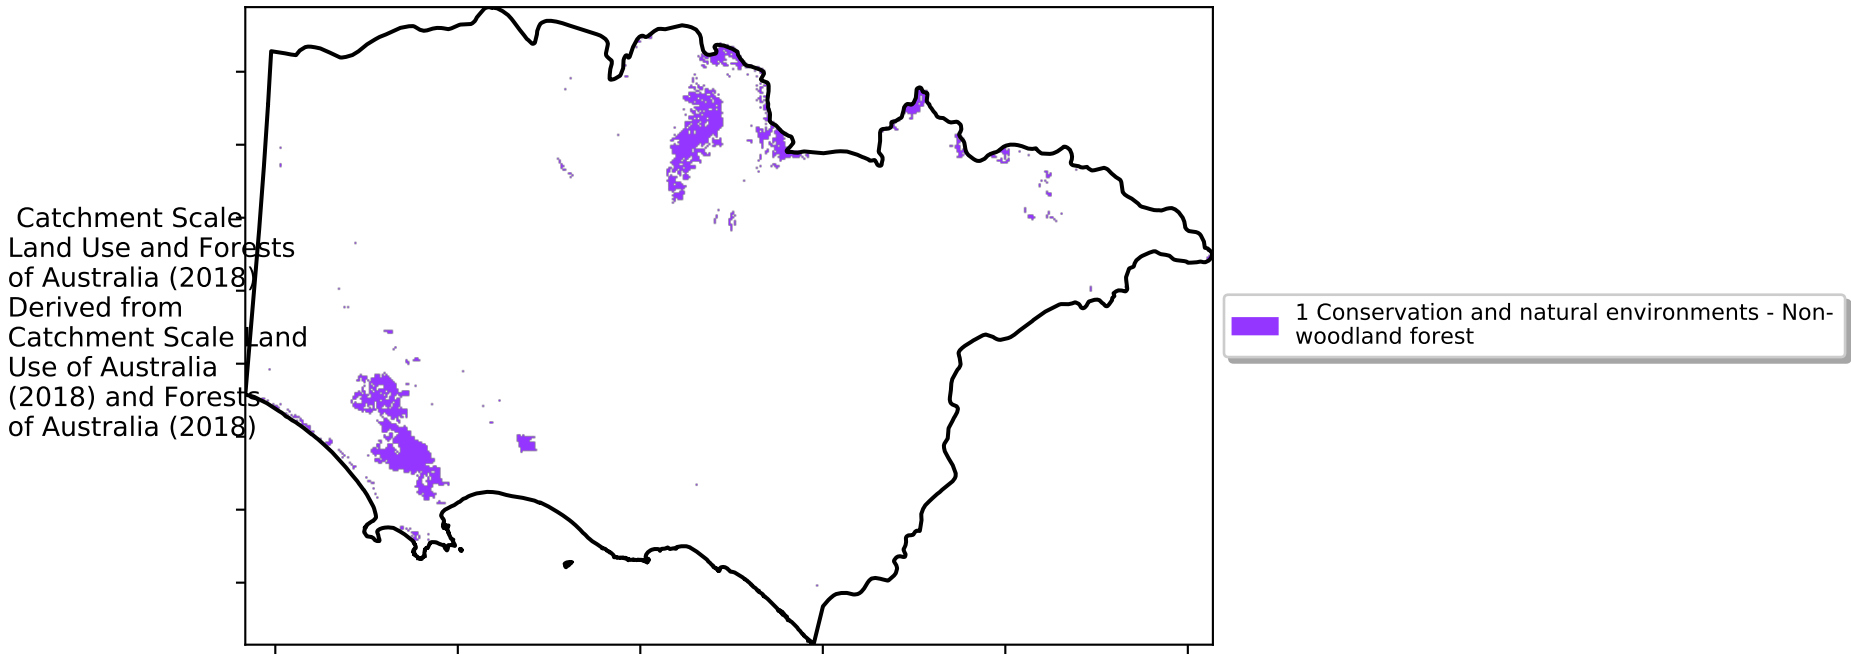 Catchment Scale
Land Use and Forests
of Australia (2018)
Derived from
Catchment Scale Land
Use of Australia
(2018) and Forests
of Australia (2018)
1 Conservation and natural environments - Non-
woodland forest